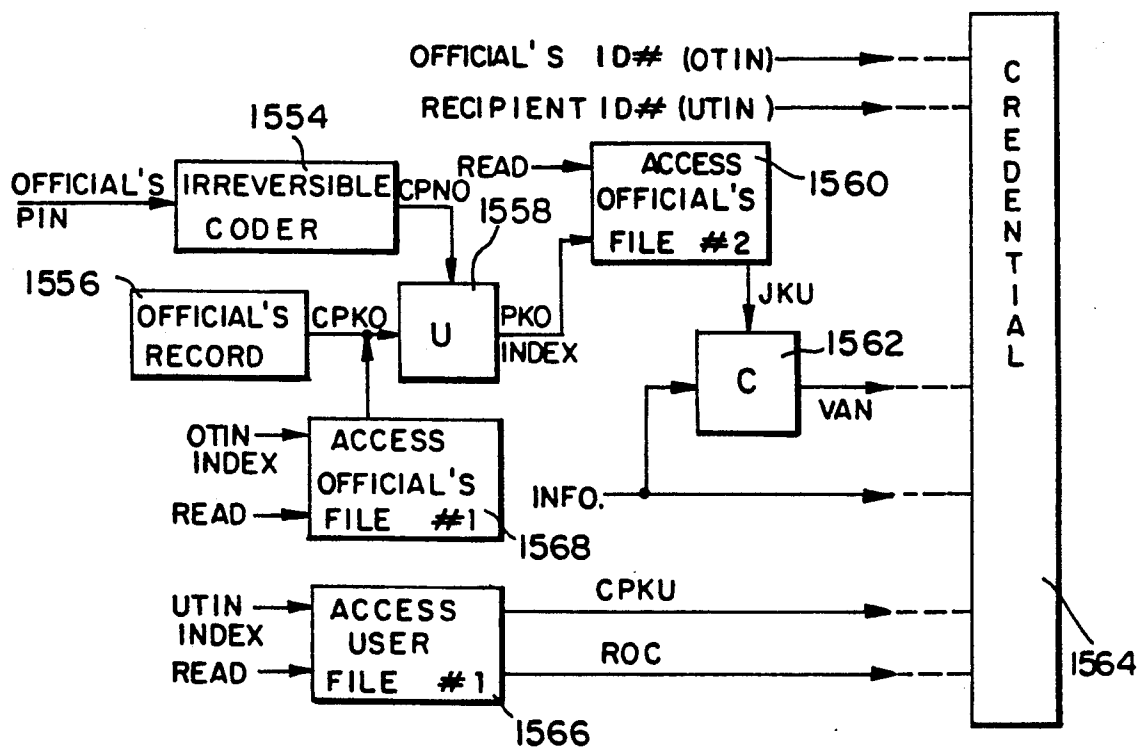 OFFICIAL'S ID# (OTIN)
RECIPIENT ID# (UTIN)
CREDENTIAL
1554
OFFICIAL'S
PIN
IRREVERSIBLE
CODER
CPNO
1558
READ
ACCESS
OFFICIAL'S
FILE #2
1560
1556
OFFICIAL'S
RECORD
CPKO
U
PKO
INDEX
JKU
C
1562
VAN
OTIN
INDEX
READ
ACCESS
OFFICIAL'S
FILE #1
1568
INFO.
UTIN
INDEX
READ
ACCESS
USER
FILE #1
1566
CPKU
ROC
1564